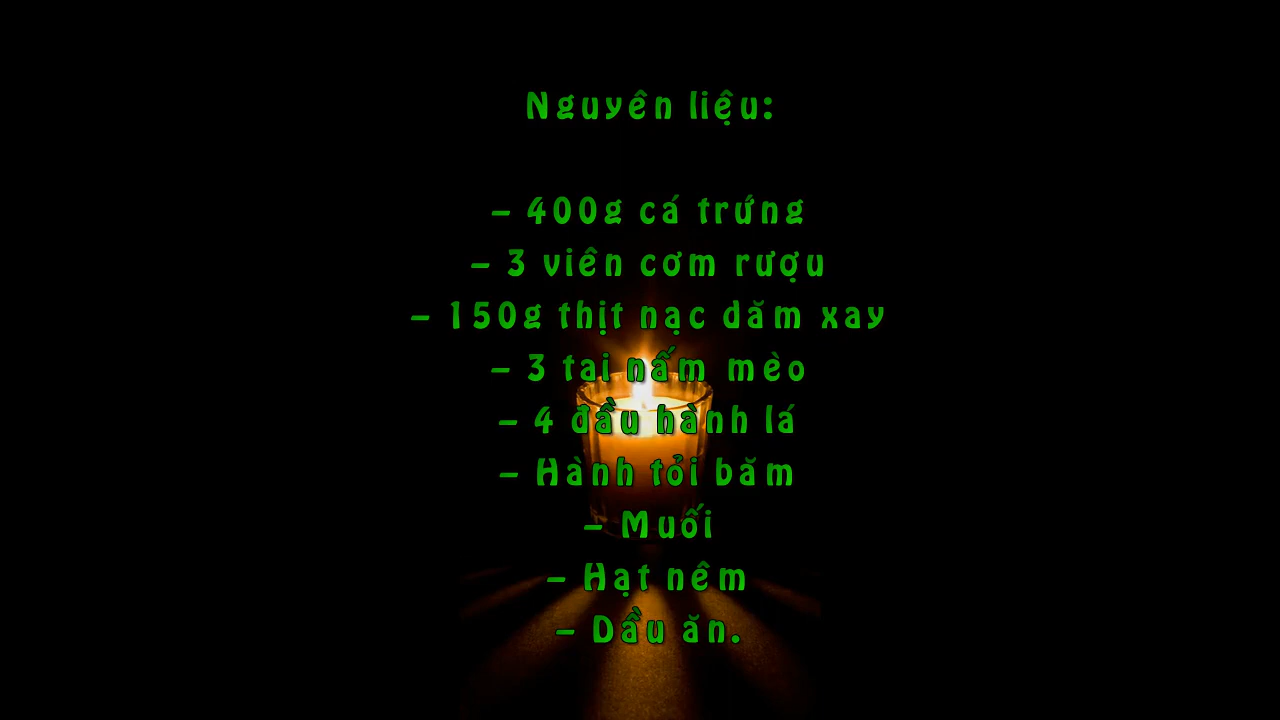 Nguyên liệu:
– 400g cá trứng
– 3 viên cơm rượu
– 150g thịt nạc dăm xay
– 3 tai nấm mèo
– 4 đầu hành lá
– Hành tỏi băm
– Muối
– Hạt nêm
– Dầu ăn.